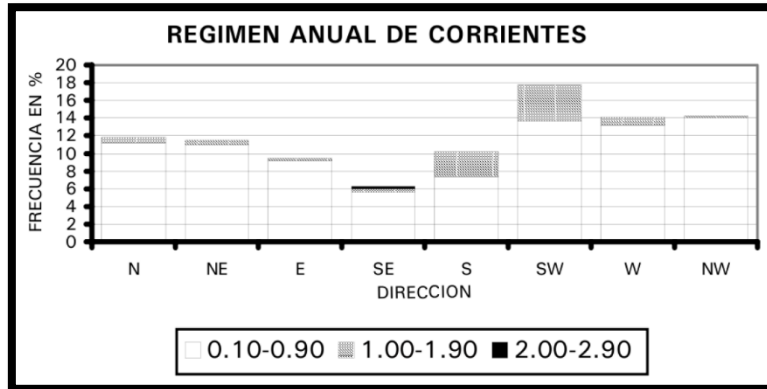 REGIMEN ANUAL DE CORRIENTES
FRECUENCIA EN %
20
18
16
14
12
10
8
6
4
2
0
N NE E SE S SW W NW
DIRECCION
0.10-0.90 1.00-1.90 2.00-2.90